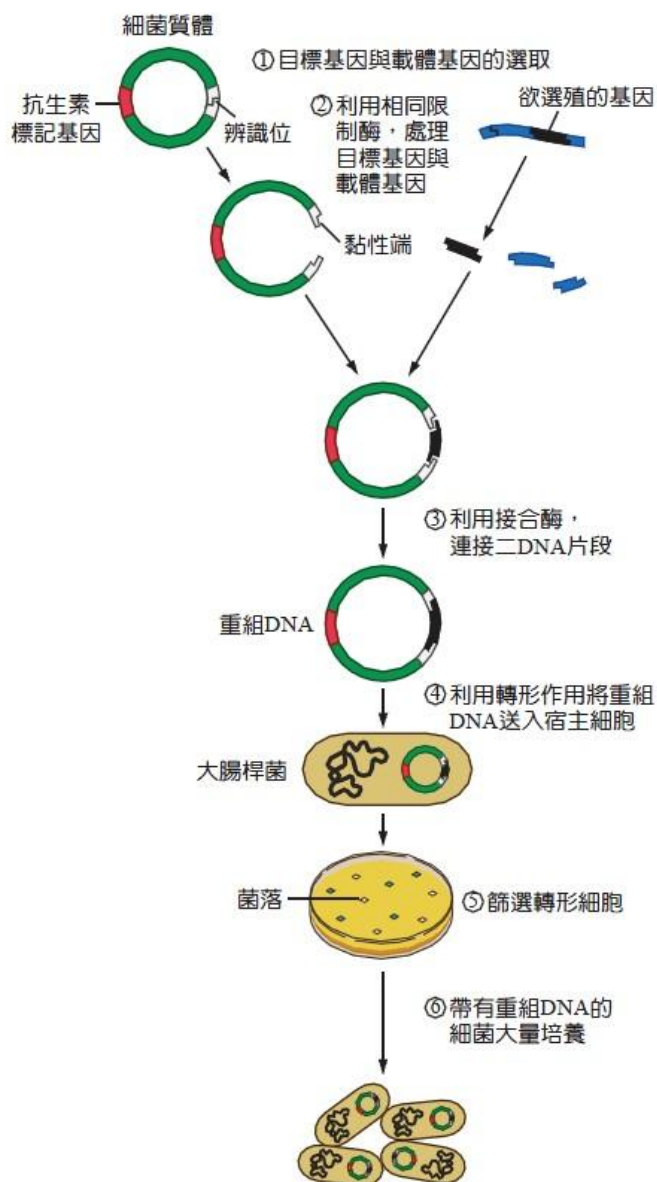 細菌質體
①目標基因與載體基因的選取
抗生素
標記基因
辨識位
②利用相同限
制酶，處理
目標基因與
載體基因
欲選殖的基因
黏性端
③利用接合酶，
連接二DNA片段
重組DNA
④利用轉形作用將重組
DNA送入宿主細胞
大腸桿菌
菌落
⑤篩選轉形細胞
⑥帶有重組DNA的
細菌大量培養